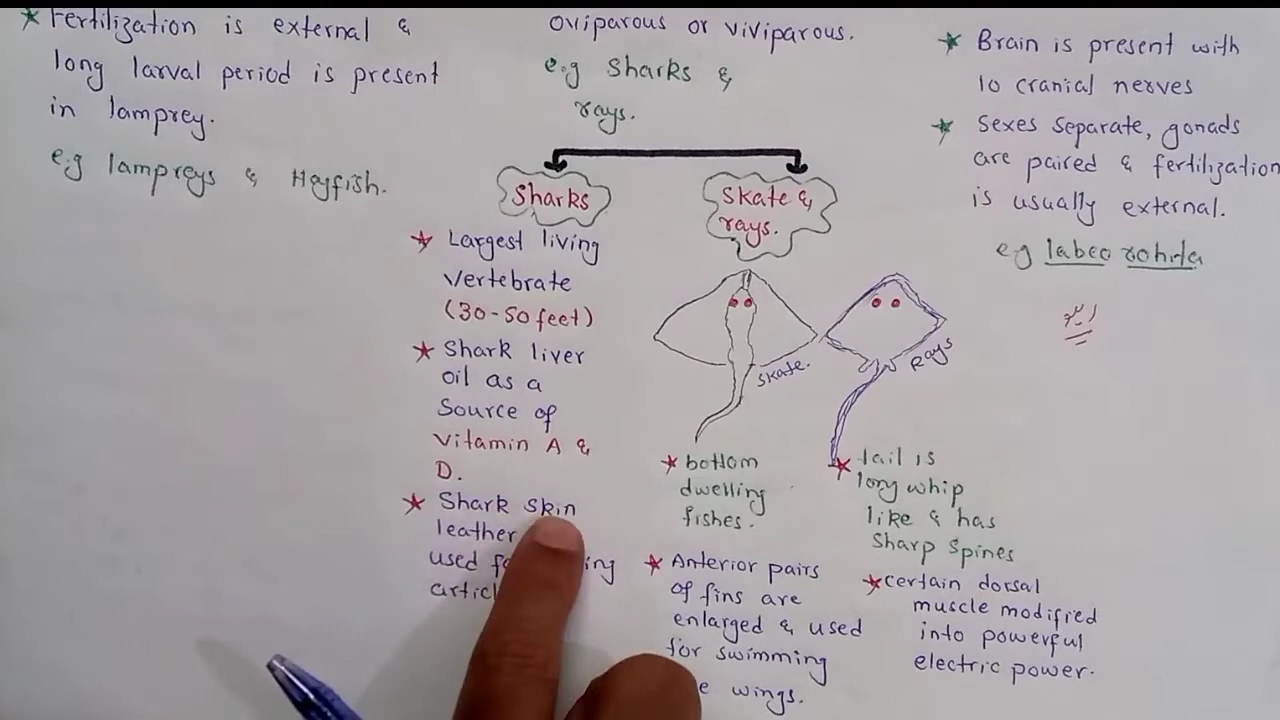 * Fertilization is external &
long larval period is present
in lamprey.
e.g lampreys & Hagfish.
oviparous or viviparous.
e.g Sharks &
rays.
Sharks
* Largest living
vertebrate
(30-50 feet)
* Shark liver
oil as a
source of
vitamin A &
D.
* Shark skin
leather
used
Skate &
rays.
skate.
Rays
* bottom
dwelling
fishes.
* Anterior pairs
of fins are
enlarged & used
for swimming
wings.
* tail is
long whip
like & has
sharp spines
* certain dorsal
muscle modified
into powerful
electric power.
* Brain is present with
10 cranial nerves
* Sexes separate, gonads
are paired & fertilization
is usually external.
eg labeo rohita